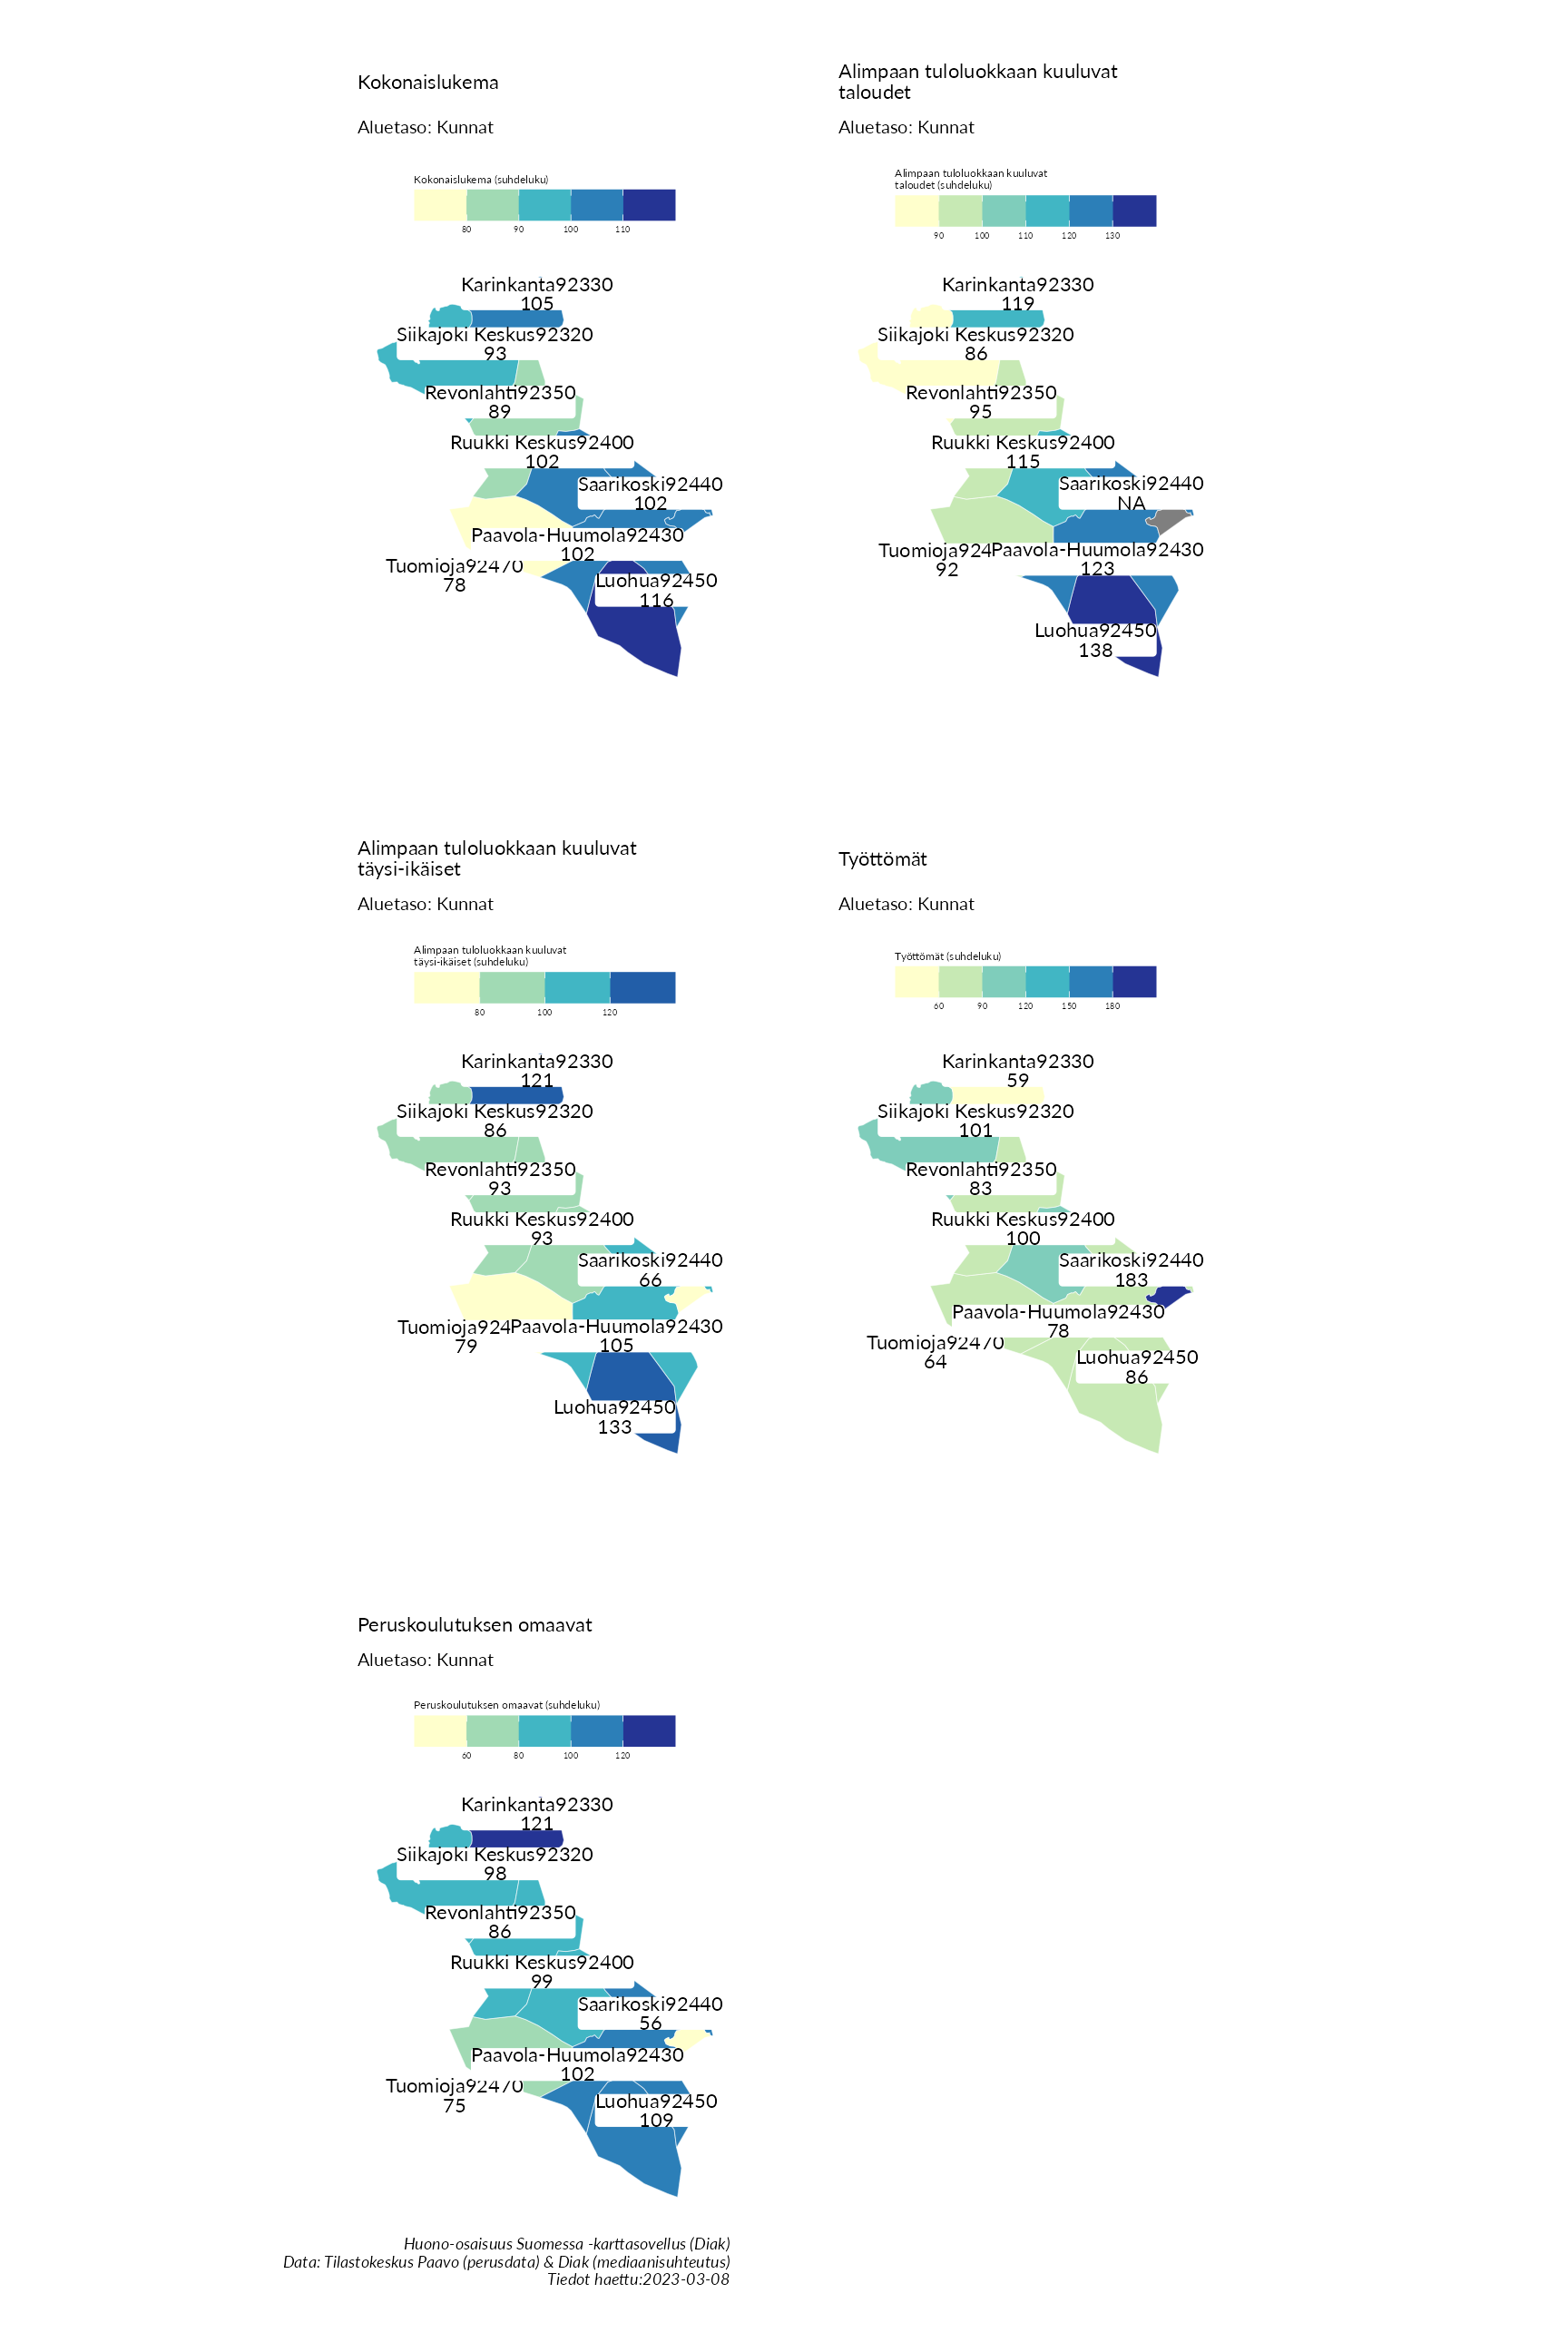 Kokonaislukema
Aluetaso: Kunnat
Kokonaislukema (suhdeluku)
80 90 100 110
Karinkanta92330
105
Siikajoki Keskus92320
93
Revonlahti92350
89
Ruukki Keskus92400
102
Saarikoski92440
102
Paavola-Huumola92430
102
Tuomioja92470
78
Luohua92450
116
Alimpaan tuloluokkaan kuuluvat
taloudet
Aluetaso: Kunnat
Alimpaan tuloluokkaan kuuluvat
taloudet (suhdeluku)
90 100 110 120 130
Karinkanta92330
119
Siikajoki Keskus92320
86
Revonlahti92350
95
Ruukki Keskus92400
115
Saarikoski92440
NA
Tuomioja924
92
Paavola-Huumola92430
123
Luohua92450
138
Alimpaan tuloluokkaan kuuluvat
täysi-ikäiset
Aluetaso: Kunnat
Alimpaan tuloluokkaan kuuluvat
täysi-ikäiset (suhdeluku)
80 100 120
Karinkanta92330
121
Siikajoki Keskus92320
86
Revonlahti92350
93
Ruukki Keskus92400
93
Saarikoski92440
66
Tuomioja924
79
Paavola-Huumola92430
105
Luohua92450
133
Työttömät
Aluetaso: Kunnat
Työttömät (suhdeluku)
60 90 120 150 180
Karinkanta92330
59
Siikajoki Keskus92320
101
Revonlahti92350
83
Ruukki Keskus92400
100
Saarikoski92440
183
Paavola-Huumola92430
78
Tuomioja92470
64
Luohua92450
86
Peruskoulutuksen omaavat
Aluetaso: Kunnat
Peruskoulutuksen omaavat (suhdeluku)
60 80 100 120
Karinkanta92330
121
Siikajoki Keskus92320
98
Revonlahti92350
86
Ruukki Keskus92400
99
Saarikoski92440
56
Paavola-Huumola92430
102
Tuomioja92470
75
Luohua92450
109
Huono-osaisuus Suomessa -karttasovellus (Diak)
Data: Tilastokeskus Paavo (perusdata) & Diak (mediaanisuhteutus)
Tiedot haettu:2023-03-08